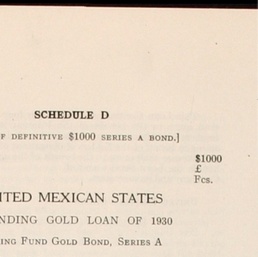 SCHEDULE D
F DEFINITIVE $1000 SERIES A BOND.]
$1000
£
Fcs.
ITED MEXICAN STATES
NDING GOLD LOAN OF 1930
ING FUND GOLD BOND, SERIES A